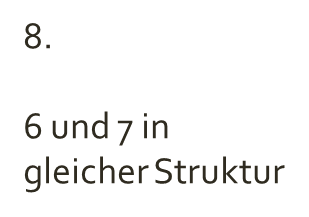 8.
6 und 7 in
gleicher Struktur